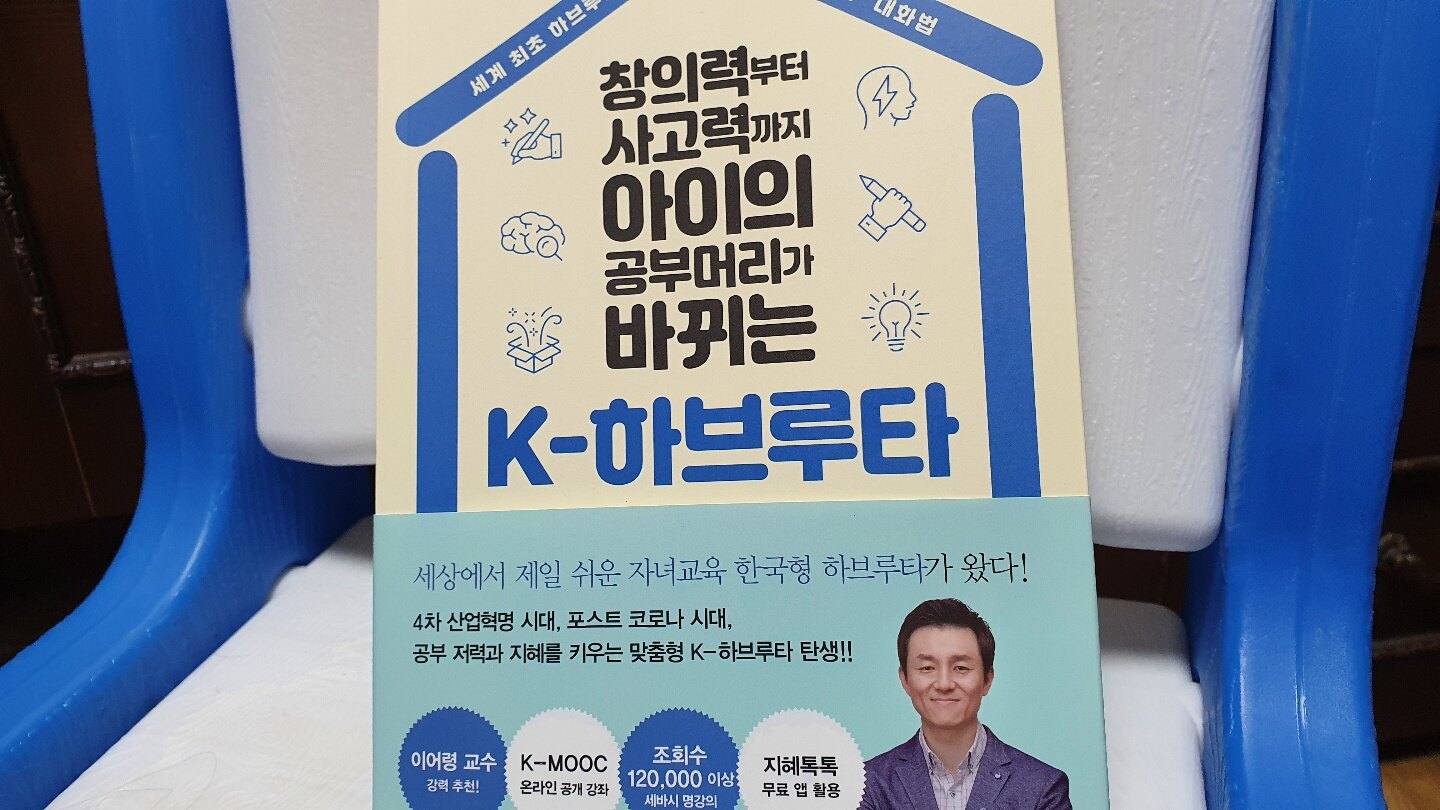 세계 최초 하브루
대화법
창의력부터
사고력까지
아이의
공부머리가
바뀌는
K-하브루타
세상에서 제일 쉬운 자녀교육 한국형 하브루타가 왔다!
4차 산업혁명 시대, 포스트 코로나 시대,
공부 저력과 지혜를 키우는 맞춤형 K-하브루타 탄생!!
이어령 교수
강력 추천!
K-MOOC
온라인 공개 강좌
조회수
120,000 이상
세바시 명강의
지혜톡톡
무료 앱 활용